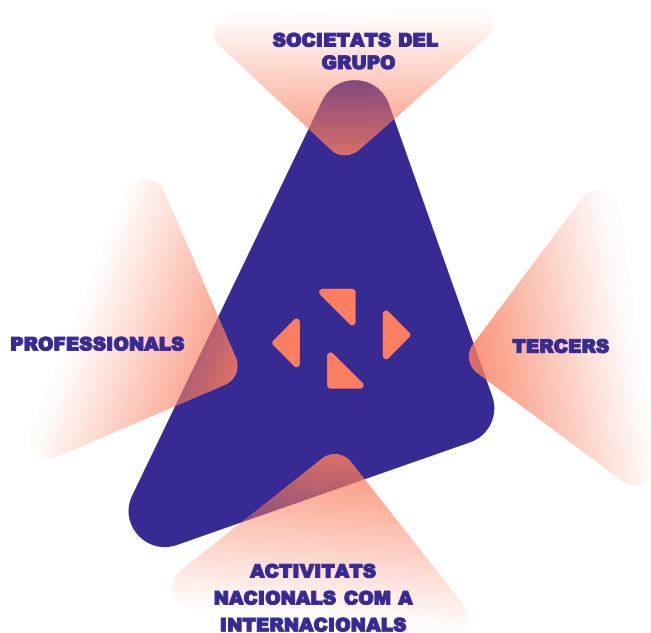 SOCIETATS DEL
GRUPO
PROFESSIONALS
TERCERS
ACTIVITATS
NACIONALS COM A
INTERNACIONALS